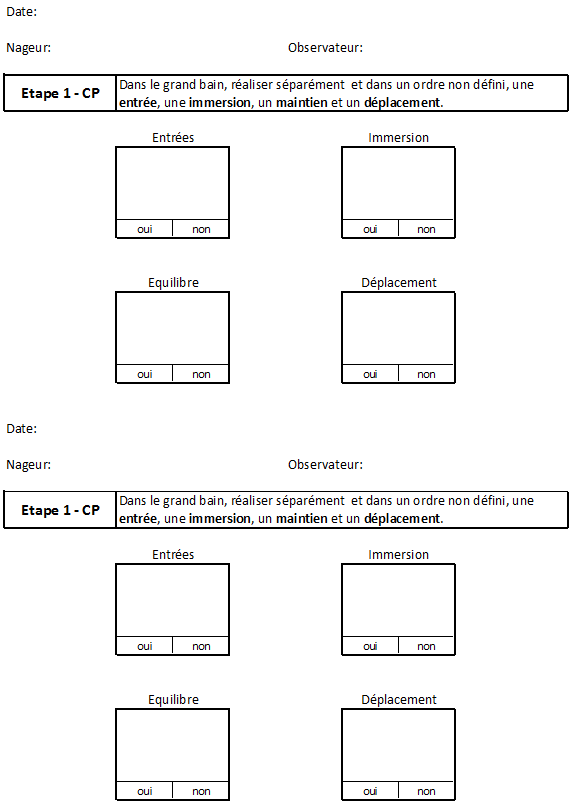 Date:
Nageur: Observateur:
Etape 1 - CP
Dans le grand bain, réaliser séparément et dans un ordre non défini, une
entrée, une immersion, un maintien et un déplacement.
Entrées Immersion
oui non oui non
Equilibre Déplacement
oui non oui non
Date:
Nageur: Observateur:
Etape 1 - CP
Dans le grand bain, réaliser séparément et dans un ordre non défini, une
entrée, une immersion, un maintien et un déplacement.
Entrées Immersion
oui non oui non
Equilibre Déplacement
oui non oui non